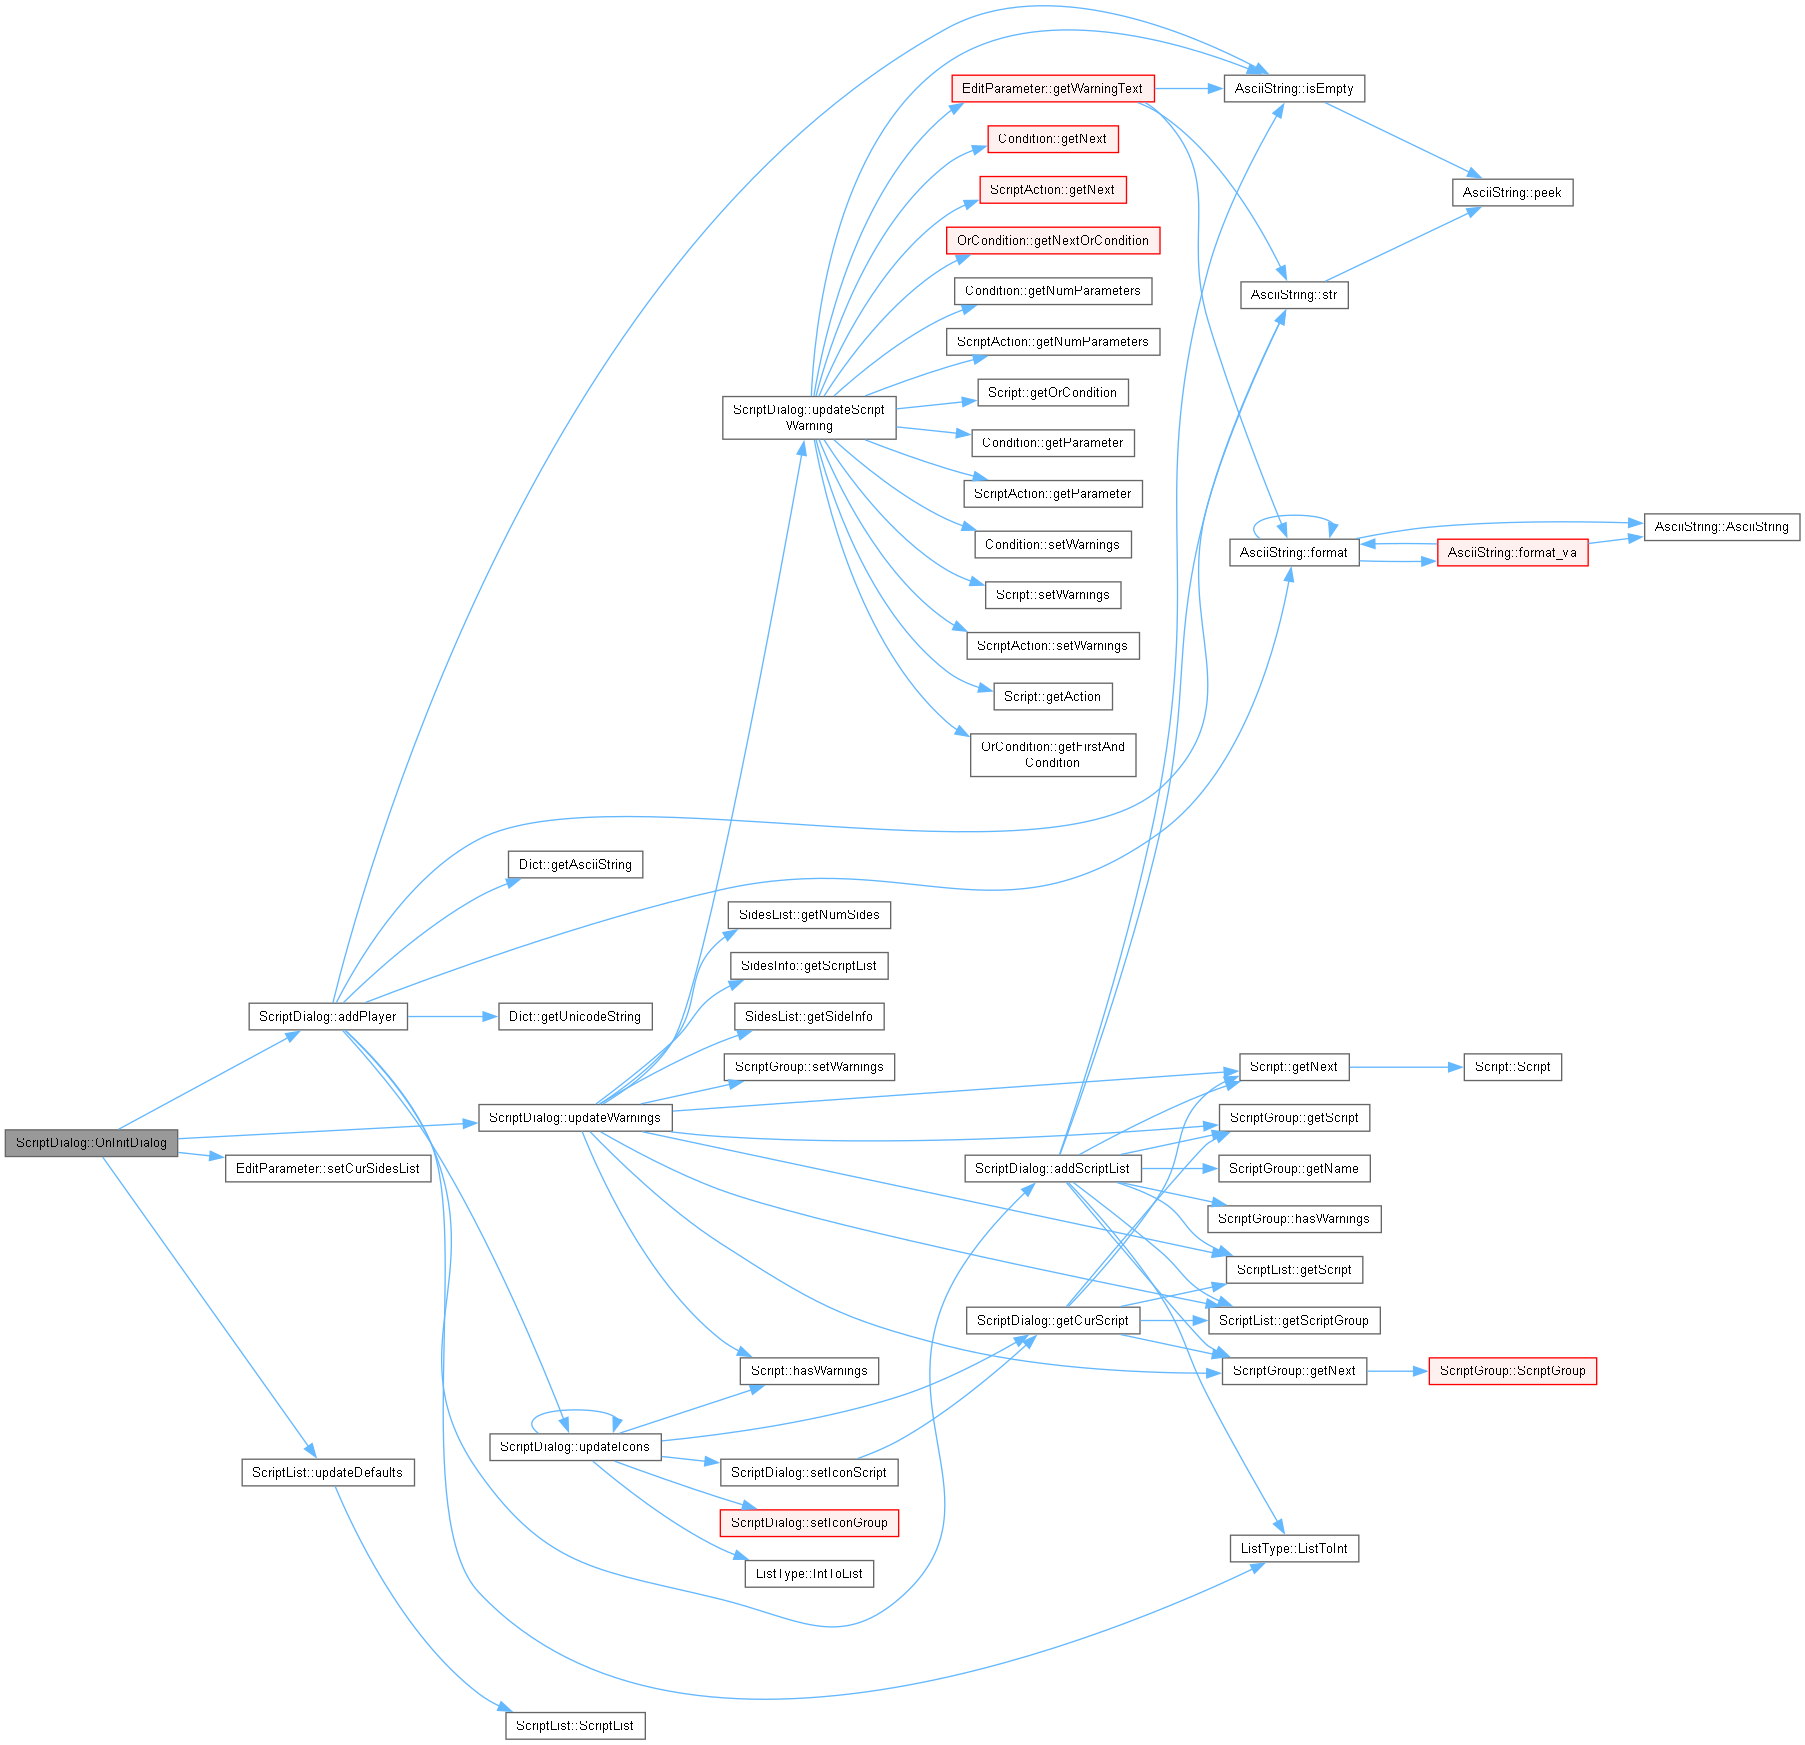 EditParameter::getWarningText
AsciiString::isEmpty
Condition::getNext
ScriptAction::getNext
AsciiString::peek
OrCondition::getNextOrCondition
Condition::getNumParameters
AsciiString::str
ScriptAction::getNumParameters
Script::getOrCondition
ScriptDialog::updateScript
Warning
Condition::getParameter
ScriptAction::getParameter
AsciiString::AsciiString
Condition::setWarnings
AsciiString::format
AsciiString::format_va
Script::setWarnings
ScriptAction::setWarnings
Script::getAction
OrCondition::getFirstAnd
Condition
Dict::getAsciiString
SidesList::getNumSides
SidesInfo::getScriptList
ScriptDialog::addPlayer
Dict::getUnicodeString
SidesList::getSideInfo
ScriptGroup::setWarnings
Script::getNext
Script::Script
ScriptDialog::updateWarnings
ScriptGroup::getScript
ScriptDialog::OnInitDialog
EditParameter::setCurSidesList
ScriptDialog::addScriptList
ScriptGroup::getName
ScriptGroup::hasWarnings
ScriptList::getScript
ScriptDialog::getCurScript
ScriptList::getScriptGroup
Script::hasWarnings
ScriptGroup::getNext
ScriptGroup::ScriptGroup
ScriptDialog::updateIcons
ScriptList::updateDefaults
ScriptDialog::setIconScript
ScriptDialog::setIconGroup
ListType::ListToInt
ListType::IntToList
ScriptList::ScriptList